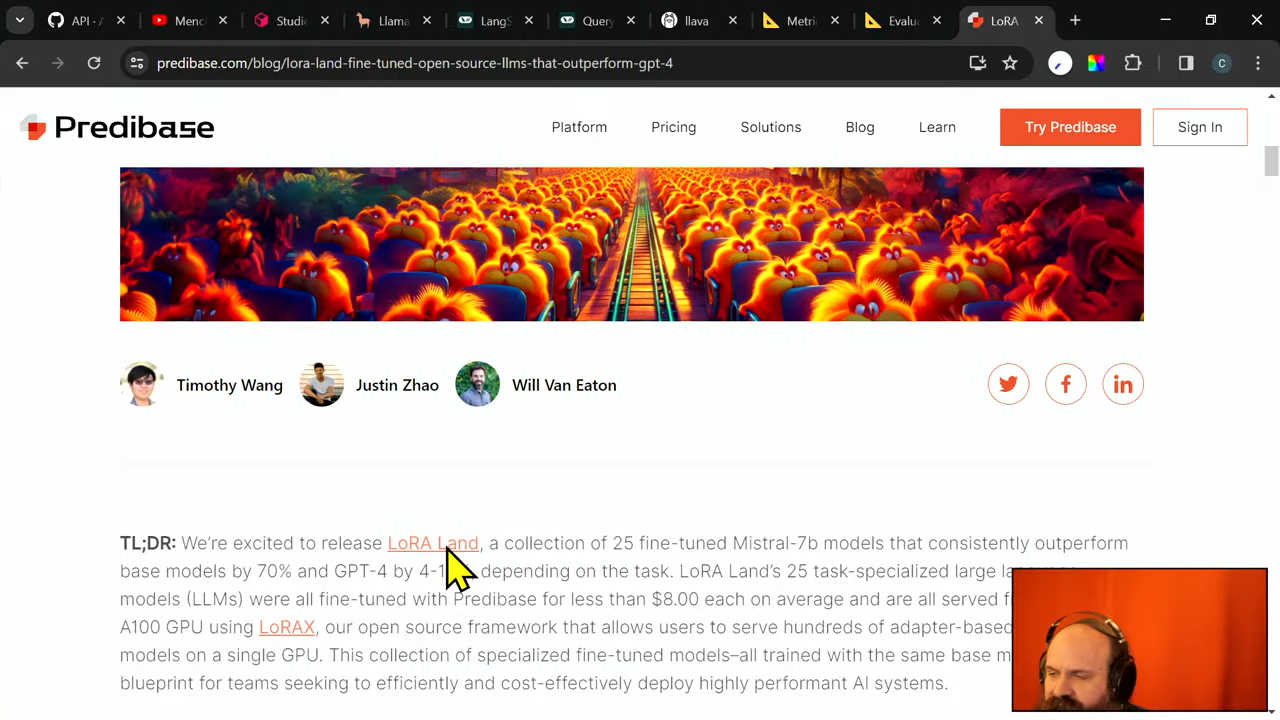 API - A
Mend
Studi
Llama
LangS
Query
llava
Metri
Evalu
LoRA
predibase.com/blog/lora-land-fine-tuned-open-source-llms-that-outperform-gpt-4
C
Predibase
Platform
Pricing
Solutions
Blog
Learn
Try Predibase
Sign In
Timothy Wang
Justin Zhao
Will Van Eaton
TL;DR: We're excited to release LoRA Land, a collection of 25 fine-tuned Mistral-7b models that consistently outperform
base models by 70% and GPT-4 by 4-1 depending on the task. LoRA Land's 25 task-specialized large
models (LLMs) were all fine-tuned with Predibase for less than $8.00 each on average and are all served
A100 GPU using LoRAX, our open source framework that allows users to serve hundreds of adapter-based
models on a single GPU. This collection of specialized fine-tuned models–all trained with the same base
blueprint for teams seeking to efficiently and cost-effectively deploy highly performant AI systems.